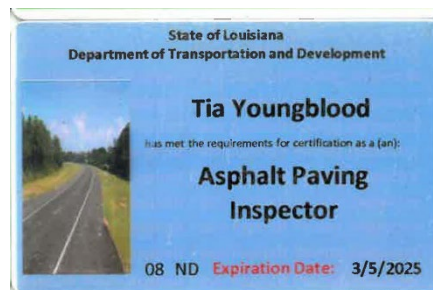 State of Louisiana
Department of Transportation and Development
Tia Youngblood
has met the requirements for certification as a (an):
Asphalt Paving
Inspector
08 ND Expiration Date: 3/5/2025